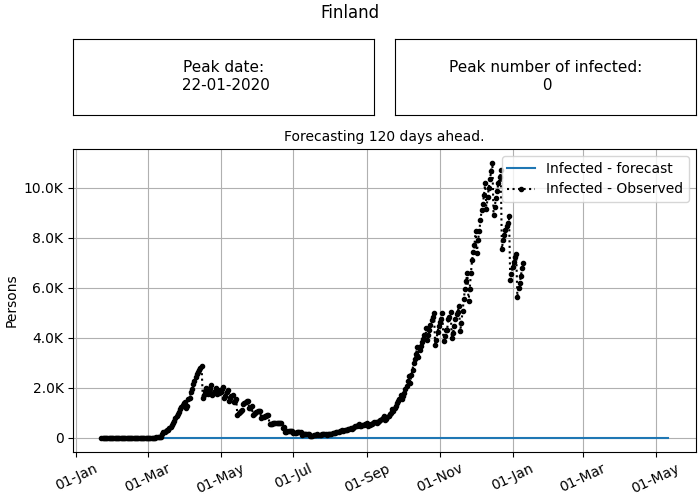 Finland
Peak date:
22-01-2020
Peak number of infected:
0
Forecasting 120 days ahead.
Infected - forecast
Infected - Observed
Persons
10.0K
8.0K
6.0K
4.0K
2.0K
0
01-Jan
01-Mar
01-May
01-Jul
01-Sep
01-Nov
01-Jan
01-Mar
01-May